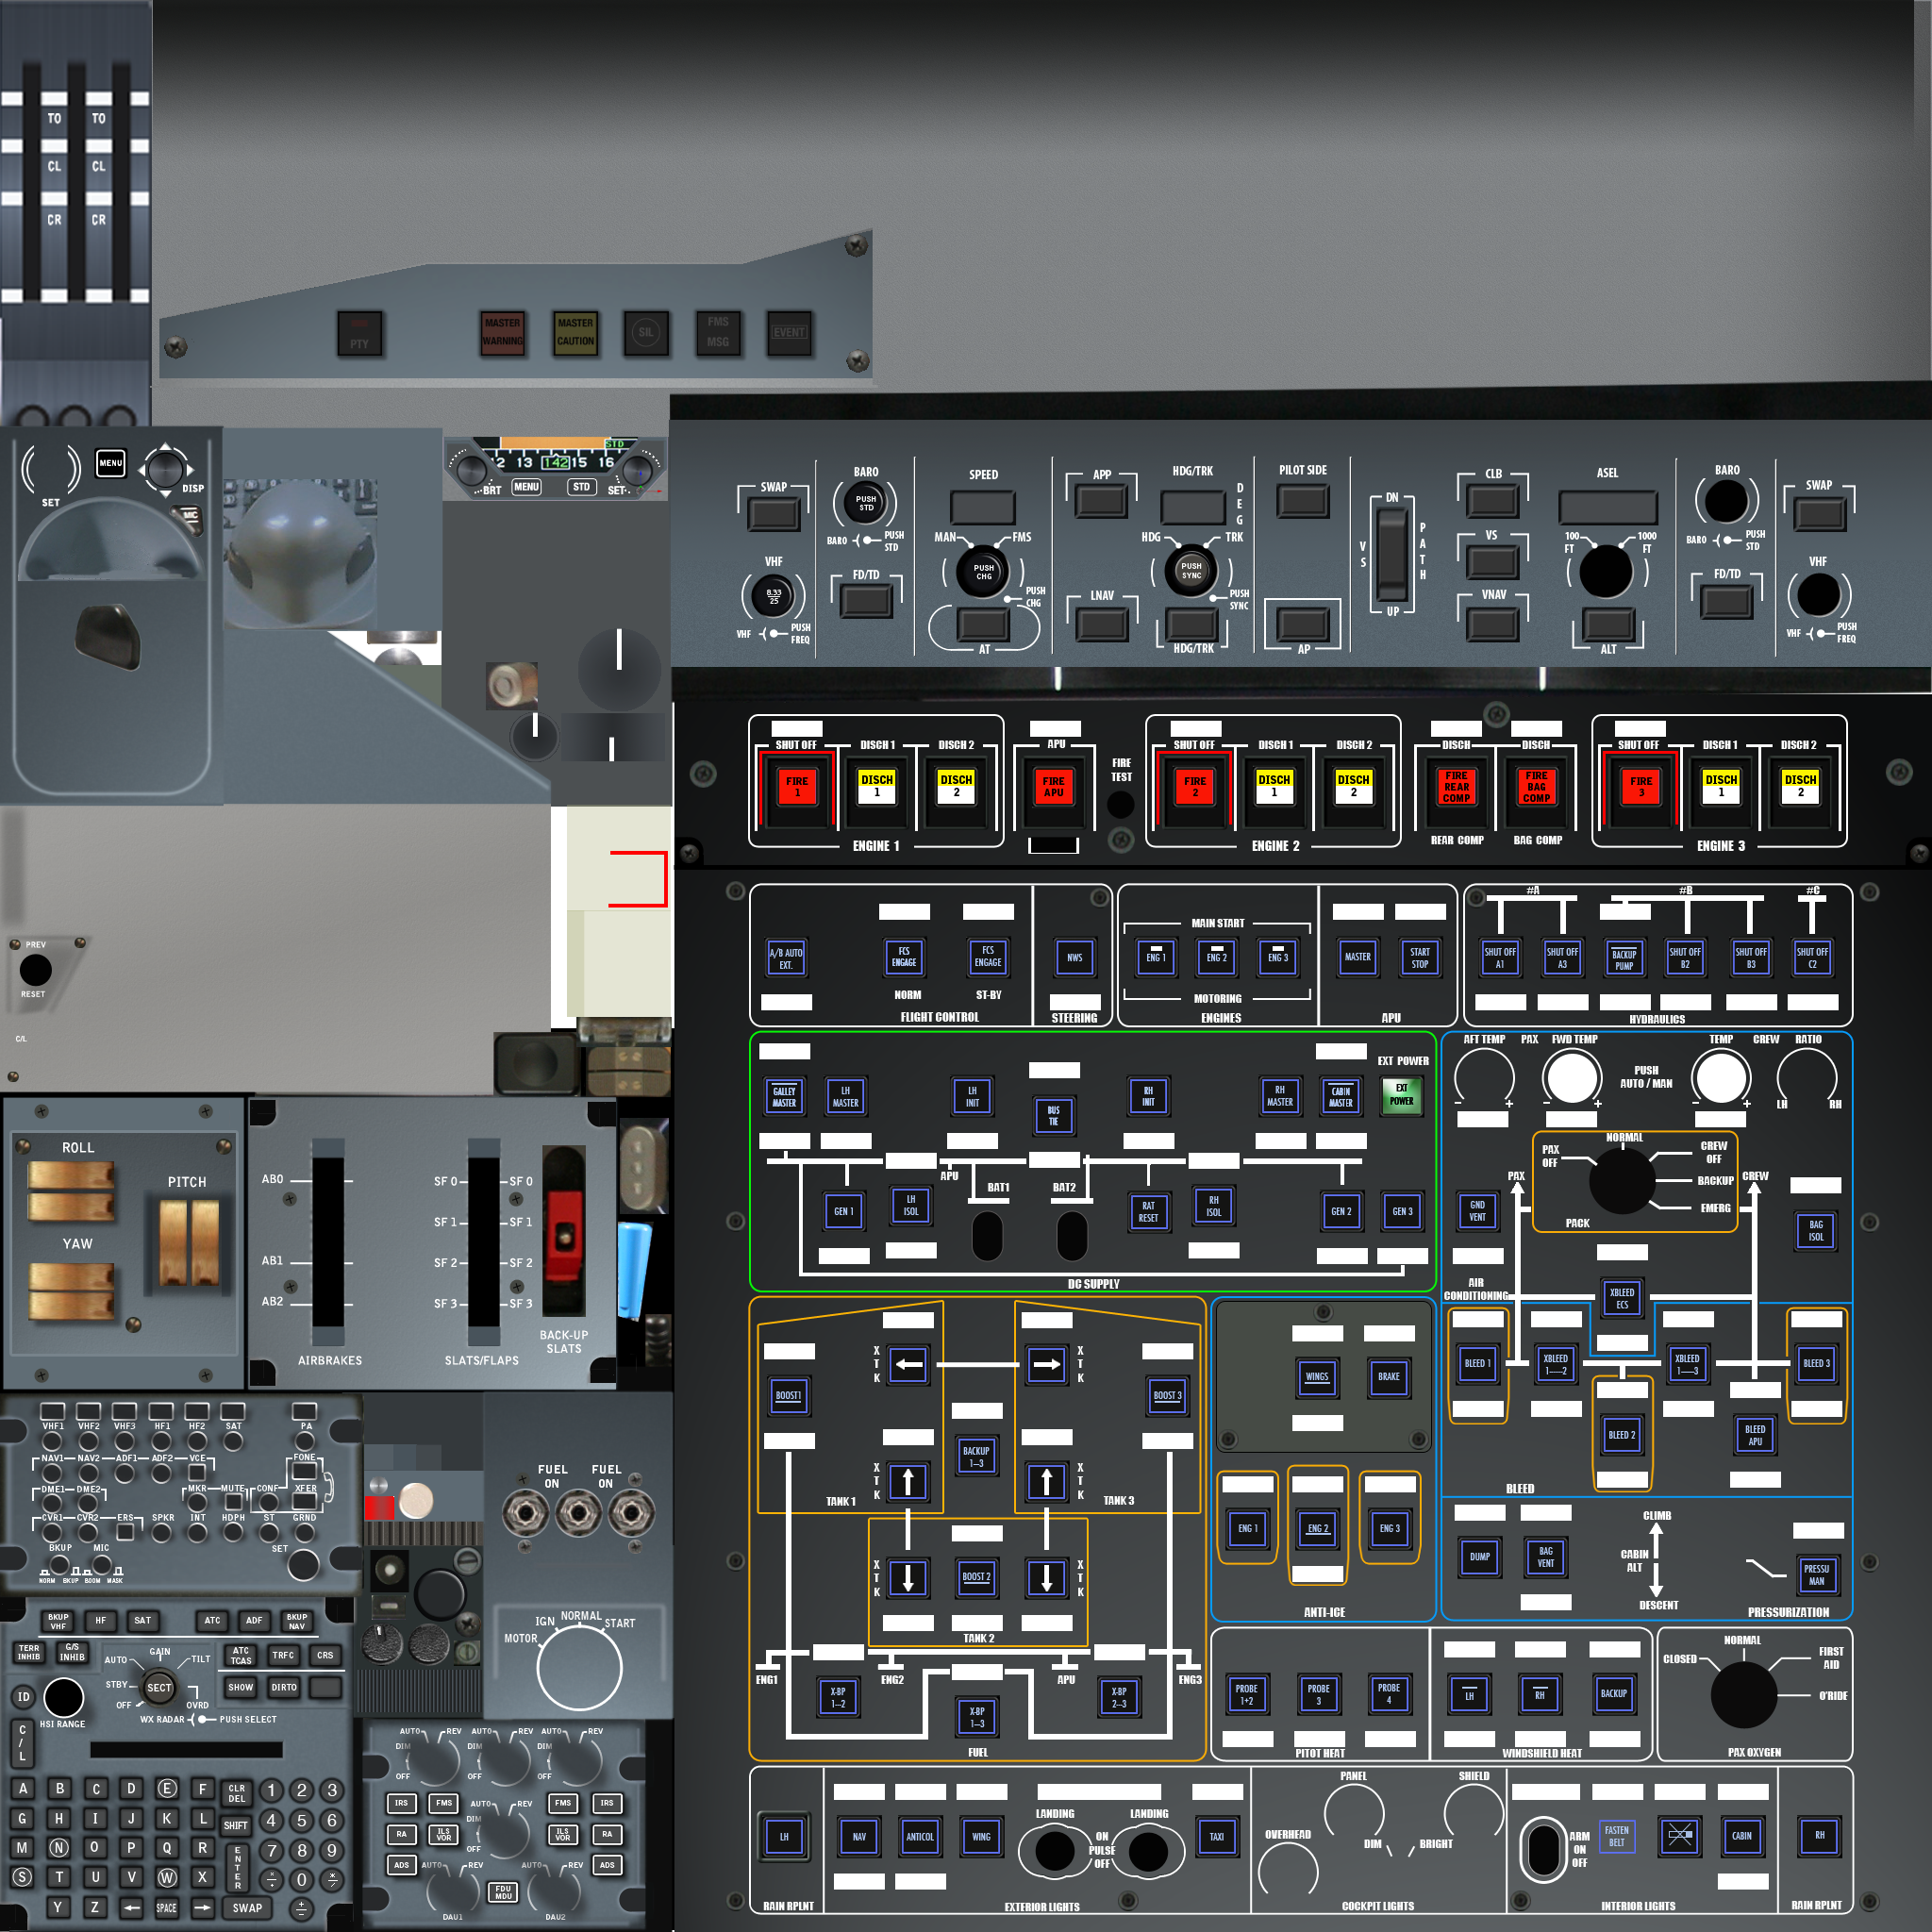 TO TO
CL CL
CR CR
PTY
MASTER WARNING
MASTER CAUTION
SIL
FMS MSG
EVENT
SET
MENU
DISP
MIC
STD
12 13 142 15 16
BRT MENU STD SET
SWAP
VHF
8.33
25
VHF PUSH FREQ
BARO
PUSH STD
BARO PUSH STD
FD/TD
SPEED
MAN FMS
PUSH CHG
PUSH CHG
AT
APP
LNAV
HDG/TRK
DEG
HDG TRK
PUSH SYNC
PUSH SYNC
HDG/TRK
PILOT SIDE
AP
DN
VS PATH
UP
CLB
VS
VNAV
ASEL
100 FT 1000 FT
ALT
BARO
BARO PUSH STD
FD/TD
SWAP
VHF
VHF PUSH FREQ
SHUT OFF DISCH 1 DISCH 2
FIRE 1 DISCH 1 DISCH 2
ENGINE 1
APU
FIRE APU
FIRE TEST
SHUT OFF DISCH 1 DISCH 2
FIRE 2 DISCH 1 DISCH 2
ENGINE 2
DISCH DISCH
FIRE REAR COMP FIRE BAG COMP
REAR COMP BAG COMP
SHUT OFF DISCH 1 DISCH 2
FIRE 3 DISCH 1 DISCH 2
ENGINE 3
A/B AUTO EXT.
FCS ENGAGE FCS ENGAGE
NORM ST-BY
FLIGHT CONTROL
NWS
STEERING
MAIN START
ENG 1 ENG 2 ENG 3
MOTORING
ENGINES
MASTER START STOP
APU
#A #B #C
SHUT OFF A1 SHUT OFF A3 BACKUP PUMP SHUT OFF B2 SHUT OFF B3 SHUT OFF C2
HYDRAULICS
EXT POWER
GALLEY MASTER LH MASTER LH INIT BUS TIE RH INIT RH MASTER CABIN MASTER EXT POWER
APU BAT1 BAT2
GEN 1 LH ISOL RAT RESET RH ISOL GEN 2 GEN 3
DC SUPPLY
AFT TEMP PAX FWD TEMP TEMP CREW RATIO
PUSH AUTO / MAN
- + - + - + LH RH
NORMAL
PAX OFF CREW OFF
BACKUP
EMERG
PACK
PAX CREW
GND VENT
BAG ISOL
AIR CONDITIONING
XBLEED ECS
BLEED 1 XBLEED 1—2 XBLEED 1—3 BLEED 3
BLEED 2 BLEED APU
BLEED
DUMP BAG VENT
CLIMB
CABIN ALT
DESCENT
PRESSU MAN
PRESSURIZATION
XTK XTK
BOOST1 BOOST 3
BACKUP 1–3
XTK XTK
TANK 1 TANK 3
XTK BOOST 2 XTK
TANK 2
ENG1 ENG2 APU ENG3
X-BP 1–2 X-BP 1–3 X-BP 2–3
FUEL
WINGS BRAKE
ENG 1 ENG 2 ENG 3
ANTI-ICE
PROBE 1+2 PROBE 3 PROBE 4
PITOT HEAT
LH RH BACKUP
WINDSHIELD HEAT
NORMAL
CLOSED FIRST AID
O'RIDE
PAX OXYGEN
LH
RAIN RPLNT
NAV ANTICOL WING
LANDING LANDING
ON PULSE OFF
TAXI
EXTERIOR LIGHTS
PANEL SHIELD
OVERHEAD
DIM BRIGHT
COCKPIT LIGHTS
ARM ON OFF
FASTEN BELT
CABIN
INTERIOR LIGHTS
RH
RAIN RPLNT
PREV
RESET
C/L
ROLL
PITCH
YAW
AB0
AB1
AB2
AIRBRAKES
SF 0 SF 0
SF 1 SF 1
SF 2 SF 2
SF 3 SF 3
SLATS/FLAPS
BACK-UP SLATS
VHF1 VHF2 VHF3 HF1 HF2 SAT PA
NAV1 NAV2 ADF1 ADF2 VCE FONE
DME1 DME2 MKR MUTE CONF XFER
CVR1 CVR2 ERS SPKR INT HDPH ST GRND
BKUP MIC SET
NORM BKUP BOOM MASK
FUEL ON FUEL ON
MOTOR IGN NORMAL START
BKUP VHF HF SAT ATC ADF BKUP NAV
TERR INHIB G/S INHIB ATC TCAS TRFC CRS
GAIN
AUTO TILT
STBY SECT
OFF OVRD
SHOW DIRTO
ID
HSI RANGE
WX RADAR PUSH SELECT
C/L
A B C D E F CLR DEL 1 2 3
G H I J K L SHIFT 4 5 6
M N O P Q R ENTER 7 8 9
S T U V W X 0
Y Z SPACE SWAP +/-
AUTO REV AUTO REV AUTO REV
DIM DIM DIM
OFF OFF OFF
IRS FMS AUTO REV FMS IRS
RA ILS VOR DIM ILS VOR RA
OFF
ADS AUTO REV AUTO REV ADS
FDU MDU
DAU1 DAU2